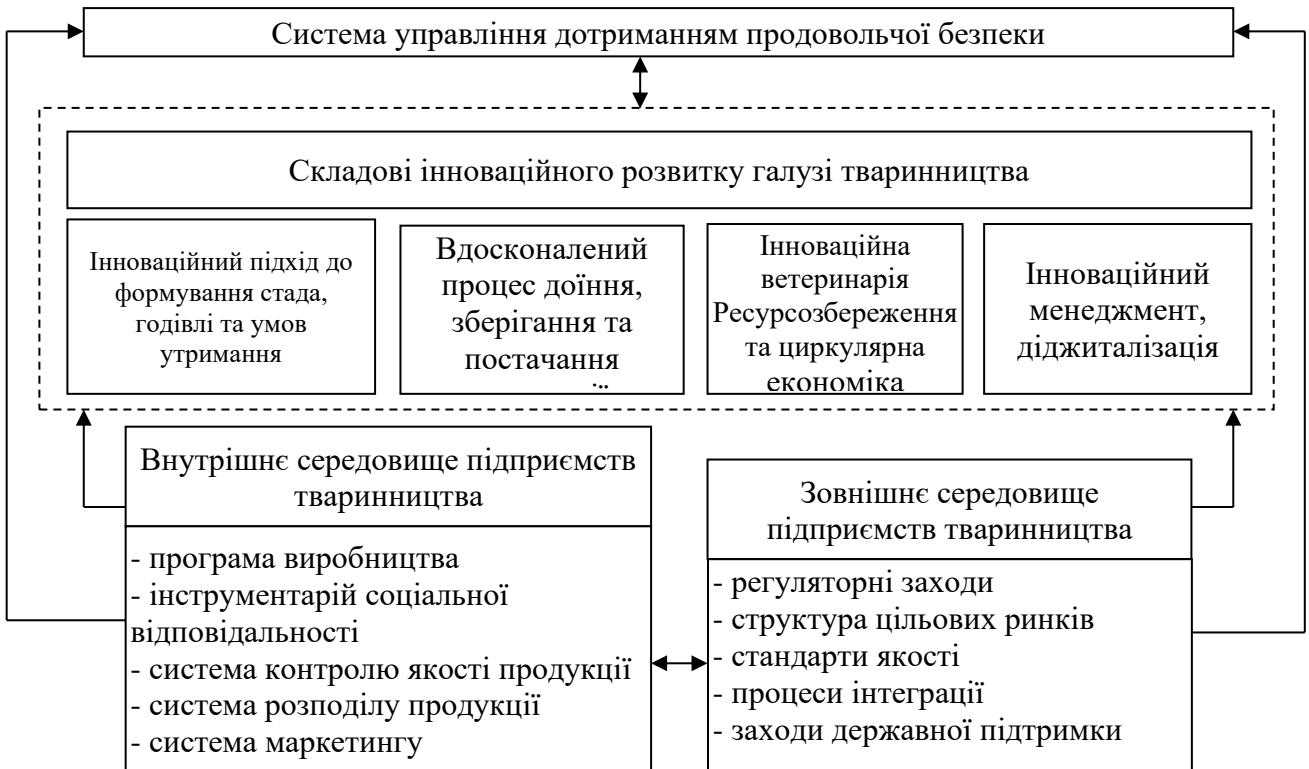 Система управління дотриманням продовольчої безпеки
Складові інноваційного розвитку галузі тваринництва
Інноваційний підхід до
формування стада,
годівлі та умов
утримання
Вдосконалений
процес доїння,
зберігання та
постачання
Інноваційна
ветеринарія
Ресурсозбереження
та циркулярна
економіка
Інноваційний
менеджмент,
діджиталізація
Внутрішнє середовище підприємств
тваринництва
- програма виробництва
- інструментарій соціальної
відповідальності
- система контролю якості продукції
- система розподілу продукції
- система маркетингу
Зовнішнє середовище
підприємств тваринництва
- регуляторні заходи
- структура цільових ринків
- стандарти якості
- процеси інтеграції
- заходи державної підтримки